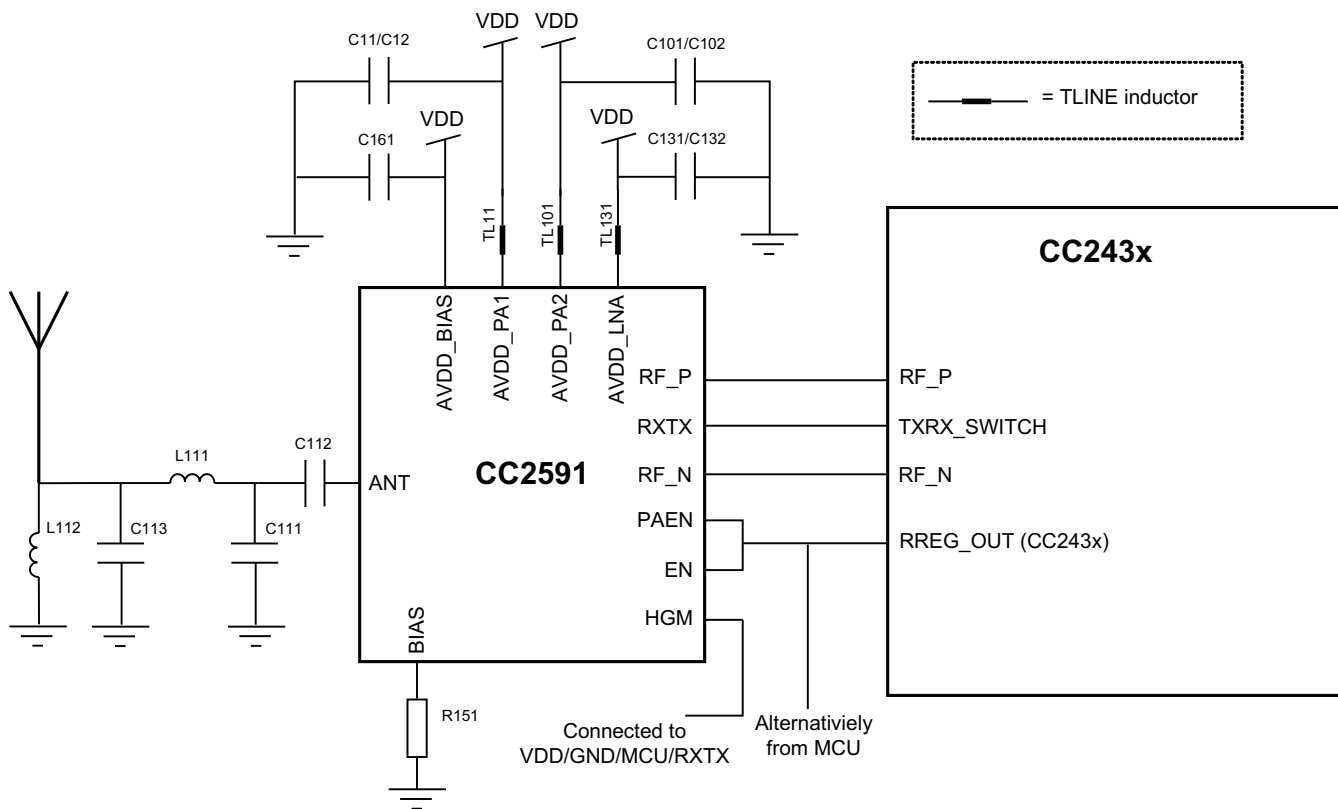 VDD
VDD
C11/C12
C101/C102
= TLINE inductor
VDD
VDD
C161
C131/C132
TL11
TL101
TL131
CC243x
AVDD_BIAS
AVDD_PA1
AVDD_PA2
AVDD_LNA
RF_P
RF_P
RXTX
TXRX_SWITCH
C112
L111
ANT
CC2591
RF_N
RF_N
L112
C113
C111
PAEN
RREG_OUT (CC243x)
EN
HGM
BIAS
R151
Connected to
VDD/GND/MCU/RXTX
Alternativiely
from MCU